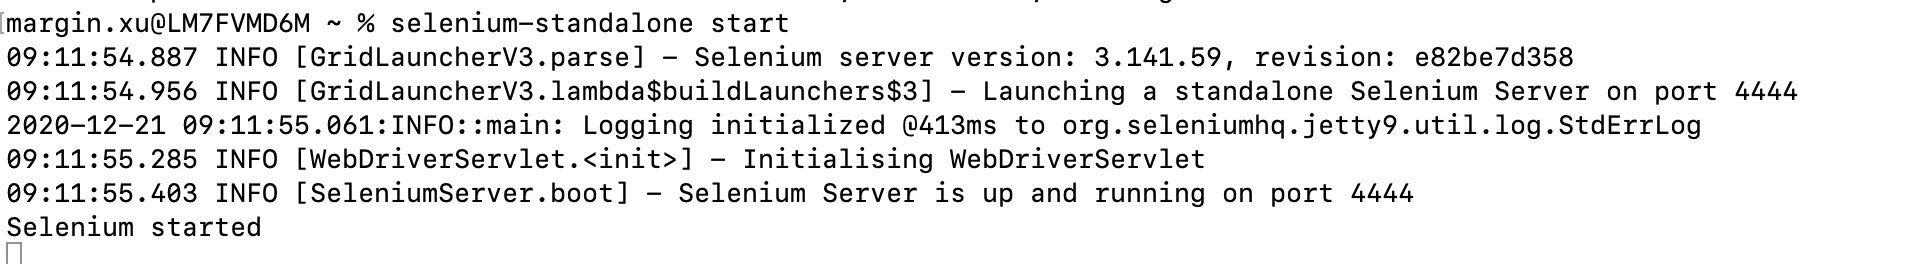 margin.xu@LM7FVMD6M ~ % selenium-standalone start
09:11:54.887 INFO [GridLauncherV3.parse] - Selenium server version: 3.141.59, revision: e82be7d358
09:11:54.956 INFO [GridLauncherV3.lambda$buildLaunchers$3] - Launching a standalone Selenium Server on port 4444
2020-12-21 09:11:55.061:INFO::main: Logging initialized @413ms to org.seleniumhq.jetty9.util.log.StdErrLog
09:11:55.285 INFO [WebDriverServlet.<init>] - Initialising WebDriverServlet
09:11:55.403 INFO [SeleniumServer.boot] - Selenium Server is up and running on port 4444
Selenium started